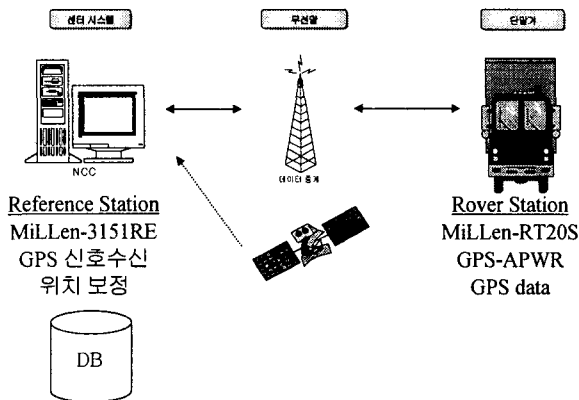 센터 시스템
무선망
단말기
NCC
데이터 중계
Reference Station
MiLLen-3151RE
GPS 신호수신
위치 보정
DB
Rover Station
MiLLen-RT20S
GPS-APWR
GPS data